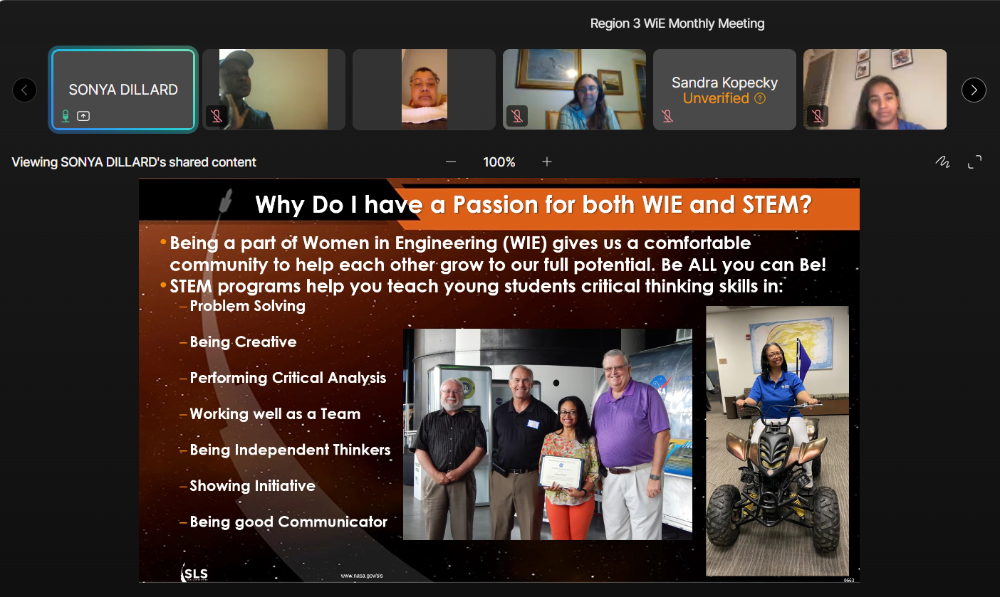 Region 3 WiE Monthly Meeting
SONYA DILLARD
Sandra Kopecky
Unverified
Viewing SONYA DILLARD's shared content
100%
Why Do I have a Passion for both WIE and STEM?
•Being a part of Women in Engineering (WIE) gives us a comfortable
community to help each other grow to our full potential. Be ALL you can Be!
•STEM programs help you teach young students critical thinking skills in:
–Problem Solving
–Being Creative
–Performing Critical Analysis
–Working well as a Team
–Being Independent Thinkers
–Showing Initiative
–Being good Communicator
SLS
www.nasa.gov/sls
0663